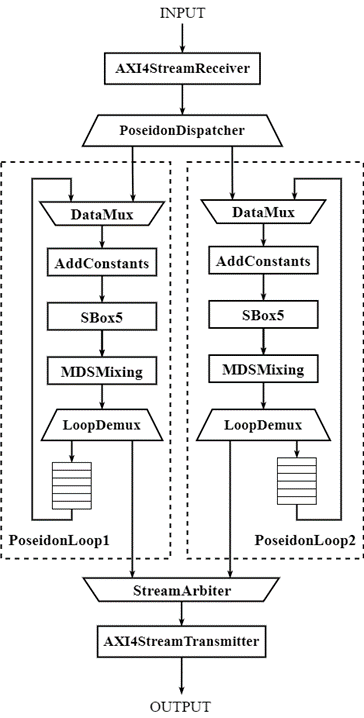 INPUT
AXI4StreamReceiver
PoseidonDispatcher
DataMux
AddConstants
SBox5
MDSMixing
LoopDemux
PoseidonLoop1
DataMux
AddConstants
SBox5
MDSMixing
LoopDemux
PoseidonLoop2
StreamArbiter
AXI4StreamTransmitter
OUTPUT